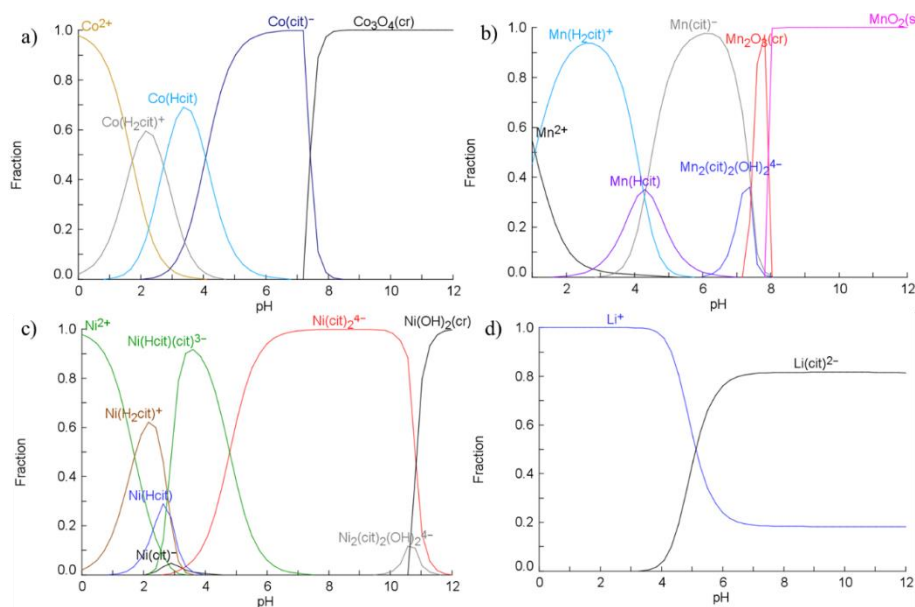 a)
Co2+
Co(cit)−
Co3O4(cr)
Co(Hcit)
Co(H2cit)+
1.0
0.8
0.6
0.4
0.2
0.0
Fraction
0 2 4 6 8 10 12
pH
b)
Mn(H2cit)+
Mn(cit)−
MnO2(s
Mn2O3(cr)
Mn2+
Mn2(cit)2(OH)2 4−
Mn(Hcit)
1.0
0.8
0.6
0.4
0.2
0.0
Fraction
2 4 6 8 10 12
pH
c)
Ni2+
Ni(Hcit)(cit)3−
Ni(cit)2 4−
Ni(OH)2(cr)
Ni(H2cit)+
Ni(Hcit)
Ni(cit)−
Ni2(cit)2(OH)2 4−
1.0
0.8
0.6
0.4
0.2
0.0
Fraction
0 2 4 6 8 10 12
pH
d)
Li+
Li(cit)2−
1.0
0.8
0.6
0.4
0.2
0.0
Fraction
0 2 4 6 8 10 12
pH